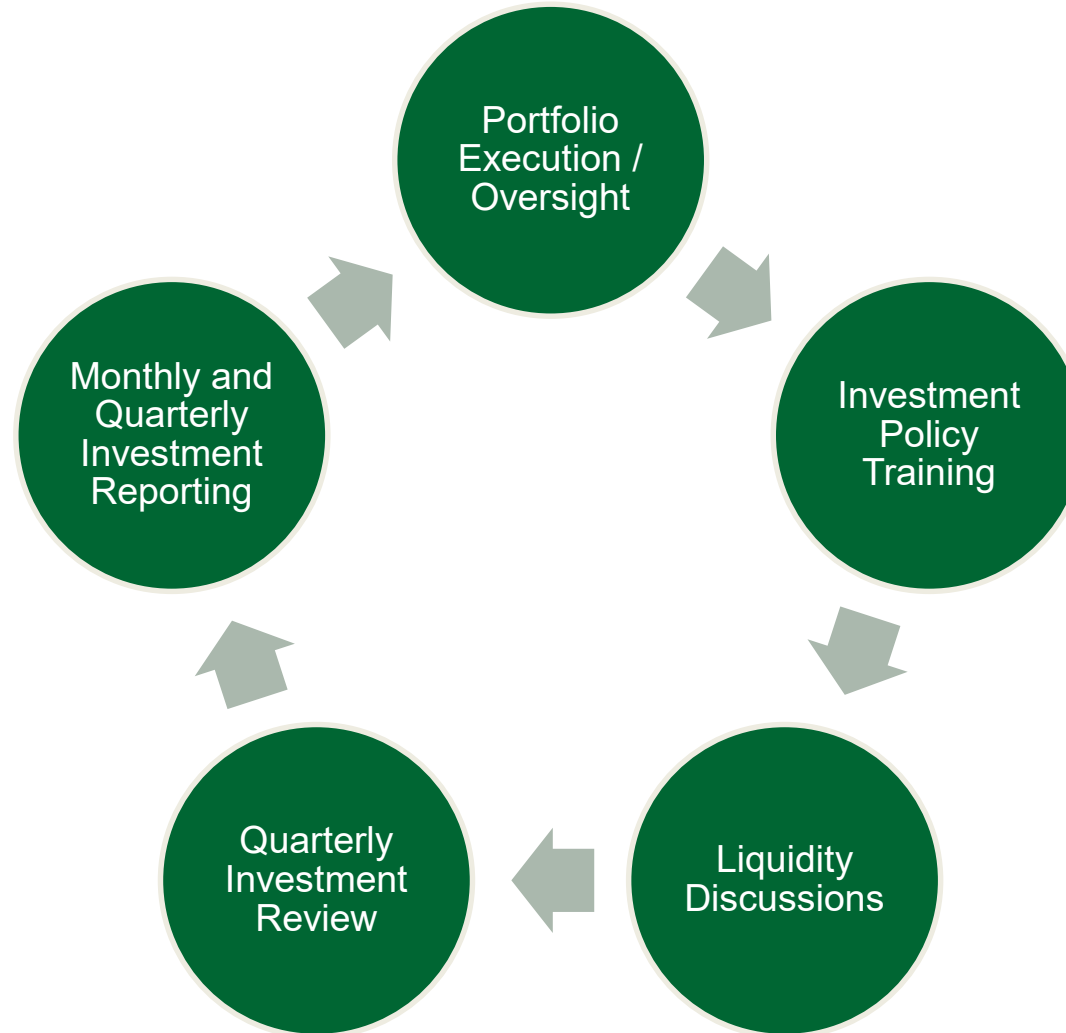 Portfolio
Execution /
Oversight
Investment
Policy
Training
Liquidity
Discussions
Quarterly
Investment
Review
Monthly and
Quarterly
Investment
Reporting